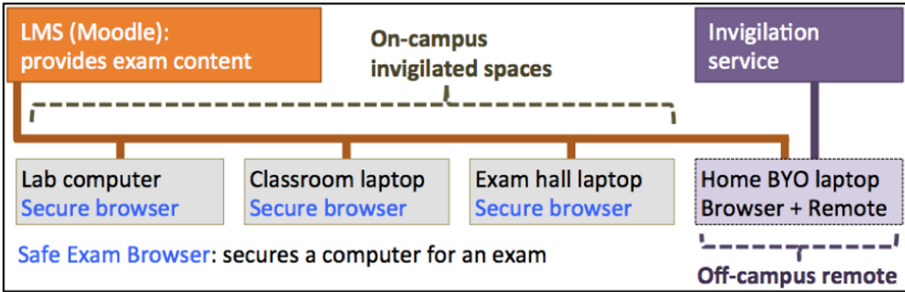 LMS (Moodle):
provides exam content
On-campus
invigilated spaces
Invigilation
service
Lab computer
Secure browser
Classroom laptop
Secure browser
Exam hall laptop
Secure browser
Home BYO laptop
Browser + Remote
Safe Exam Browser: secures a computer for an exam
Off-campus remote